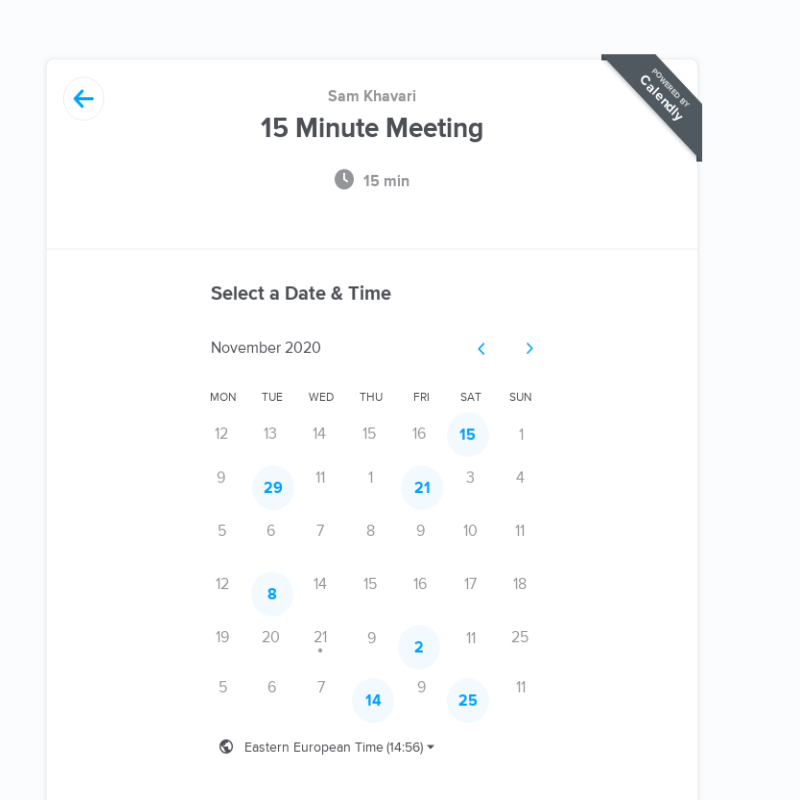 Sam Khavari
15 Minute Meeting
POWERED BY
Calendly
15 min
Select a Date & Time
November 2020
MON TUE WED THU FRI SAT SUN
12 13 14 15 16 15 1
9 29 11 1 21 3 4
5 6 7 8 9 10 11
12 8 14 15 16 17 18
19 20 21 9 2 11 25
5 6 7 14 9 25 11
Eastern European Time (14:56)